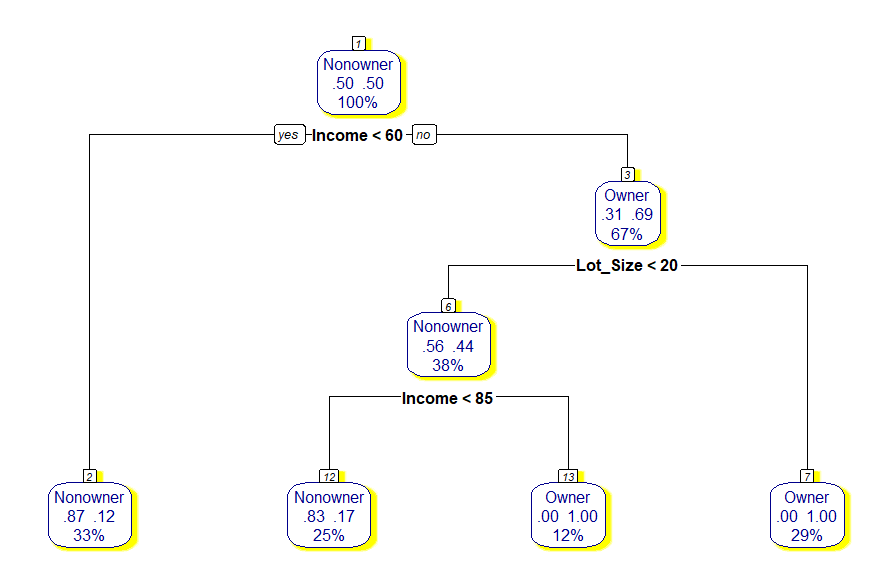 1
Nonowner
.50 .50
100%
yes Income < 60 no
3
Owner
.31 .69
67%
Lot_Size < 20
6
Nonowner
.56 .44
38%
Income < 85
2
Nonowner
.87 .12
33%
12
Nonowner
.83 .17
25%
13
Owner
.00 1.00
12%
7
Owner
.00 1.00
29%